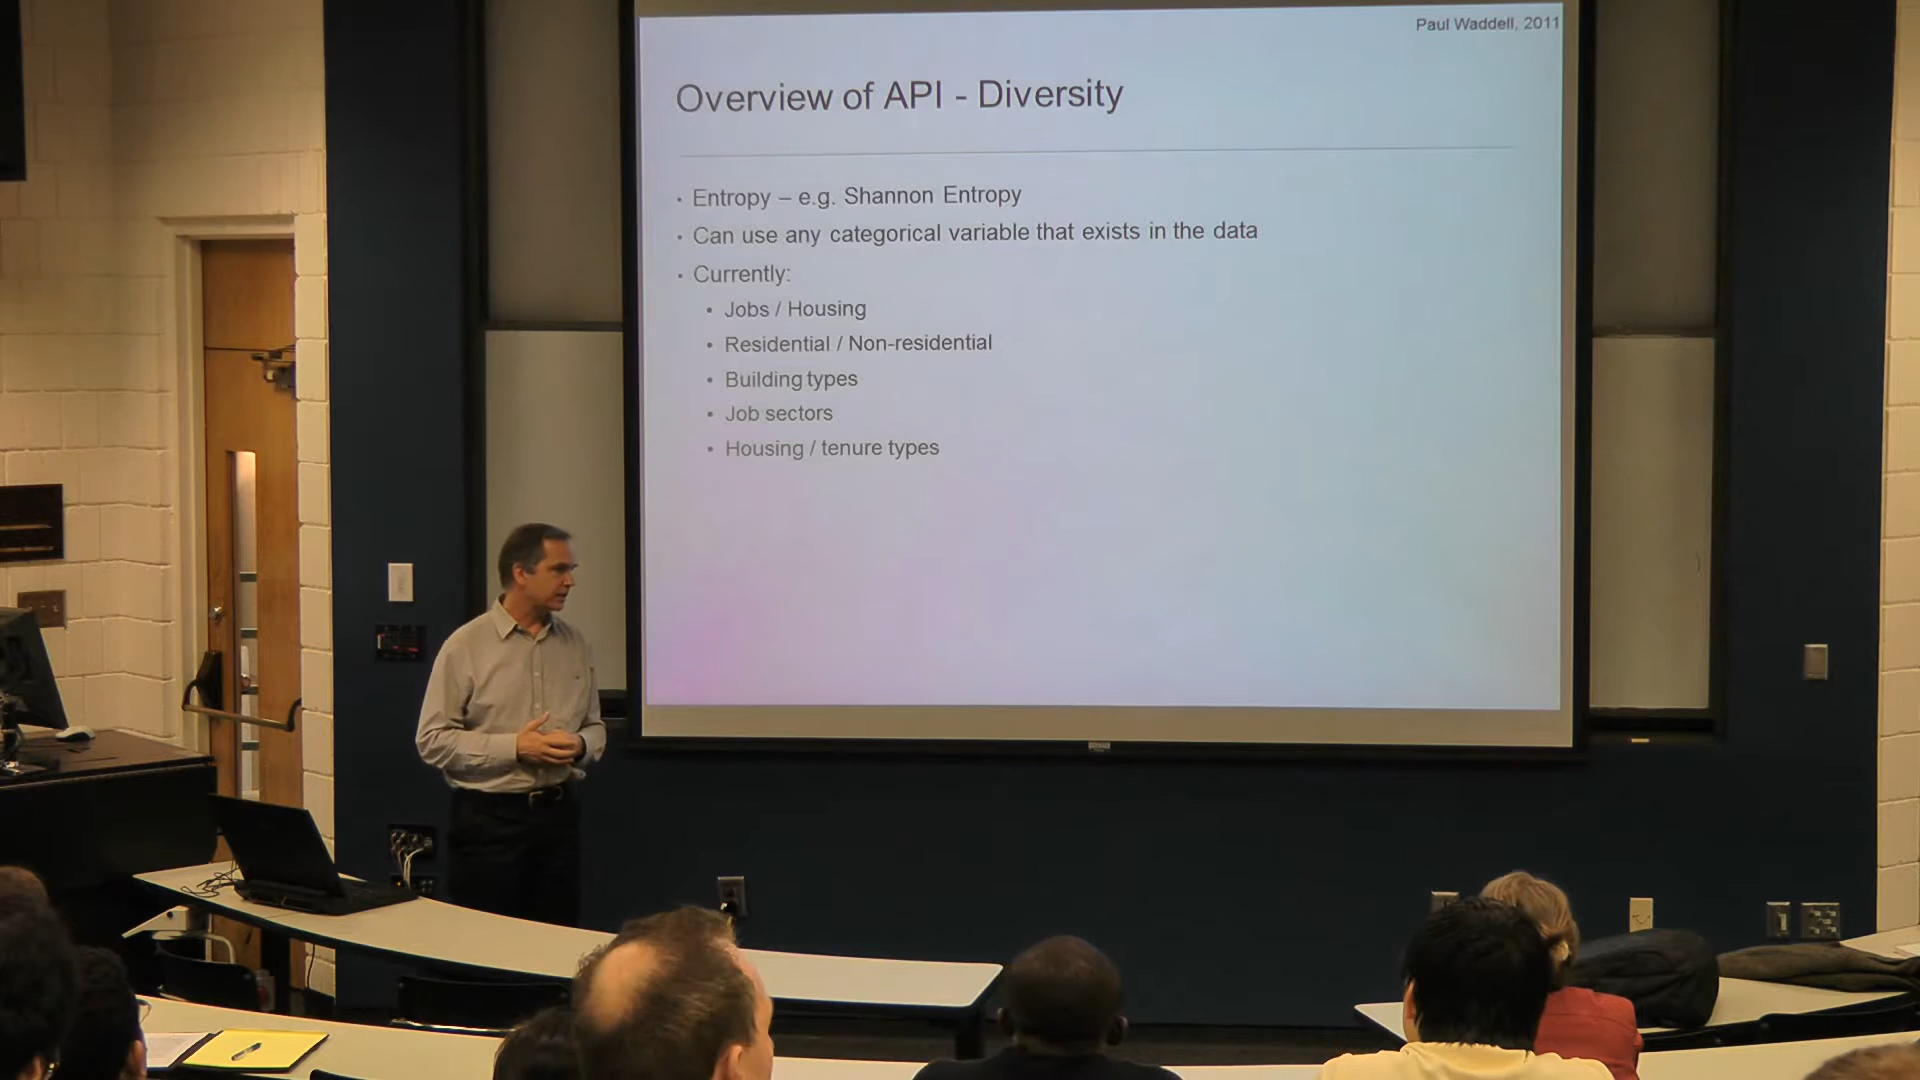 Paul Waddell, 2011
Overview of API - Diversity
• Entropy – e.g. Shannon Entropy
• Can use any categorical variable that exists in the data
• Currently:
• Jobs / Housing
• Residential / Non-residential
• Building types
• Job sectors
• Housing / tenure types